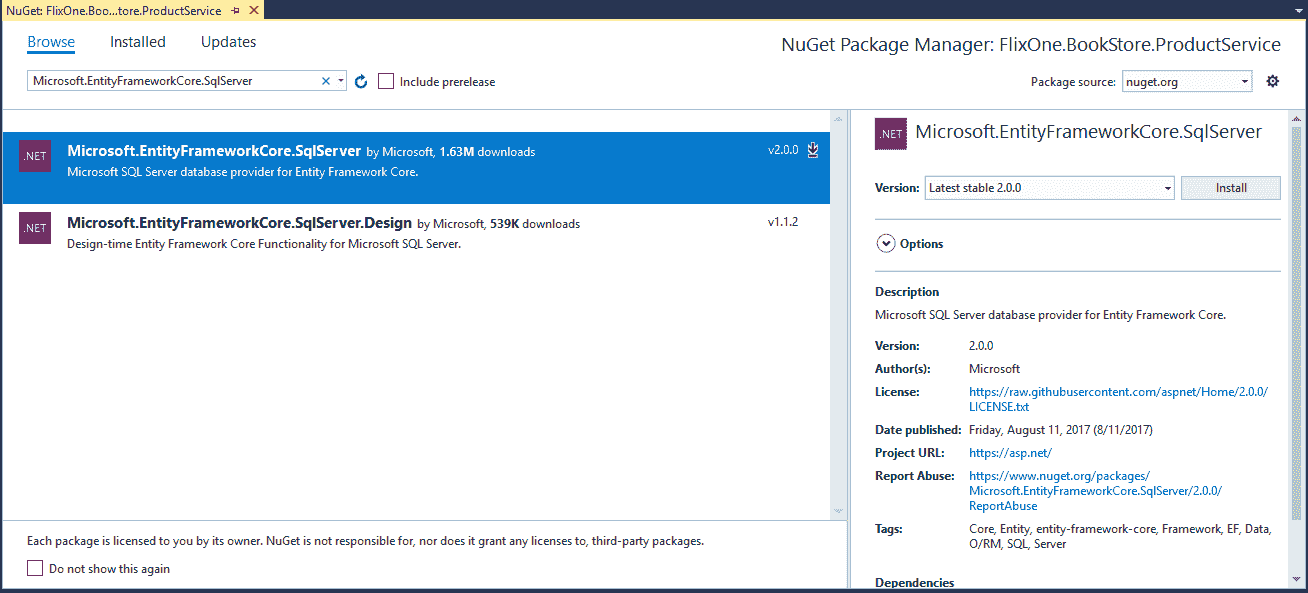 NuGet: FlixOne.Boo...tore.ProductService
Browse
Installed
Updates
NuGet Package Manager: FlixOne.BookStore.ProductService
Microsoft.EntityFrameworkCore.SqlServer
Include prerelease
Package source: nuget.org
.NET
Microsoft.EntityFrameworkCore.SqlServer by Microsoft, 1.63M downloads
v2.0.0
Microsoft SQL Server database provider for Entity Framework Core.
.NET
Microsoft.EntityFrameworkCore.SqlServer.Design by Microsoft, 539K downloads
v1.1.2
Design-time Entity Framework Core Functionality for Microsoft SQL Server.
Each package is licensed to you by its owner. NuGet is not responsible for, nor does it grant any licenses to, third-party packages.
Do not show this again
.NET
Microsoft.EntityFrameworkCore.SqlServer
Version: Latest stable 2.0.0
Install
Options
Description
Microsoft SQL Server database provider for Entity Framework Core.
Version: 2.0.0
Author(s): Microsoft
License: https://raw.githubusercontent.com/aspnet/Home/2.0.0/
LICENSE.txt
Date published: Friday, August 11, 2017 (8/11/2017)
Project URL: https://asp.net/
Report Abuse: https://www.nuget.org/packages/
Microsoft.EntityFrameworkCore.SqlServer/2.0.0/
ReportAbuse
Tags: Core, Entity, entity-framework-core, Framework, EF, Data,
O/RM, SQL, Server
Dependencies